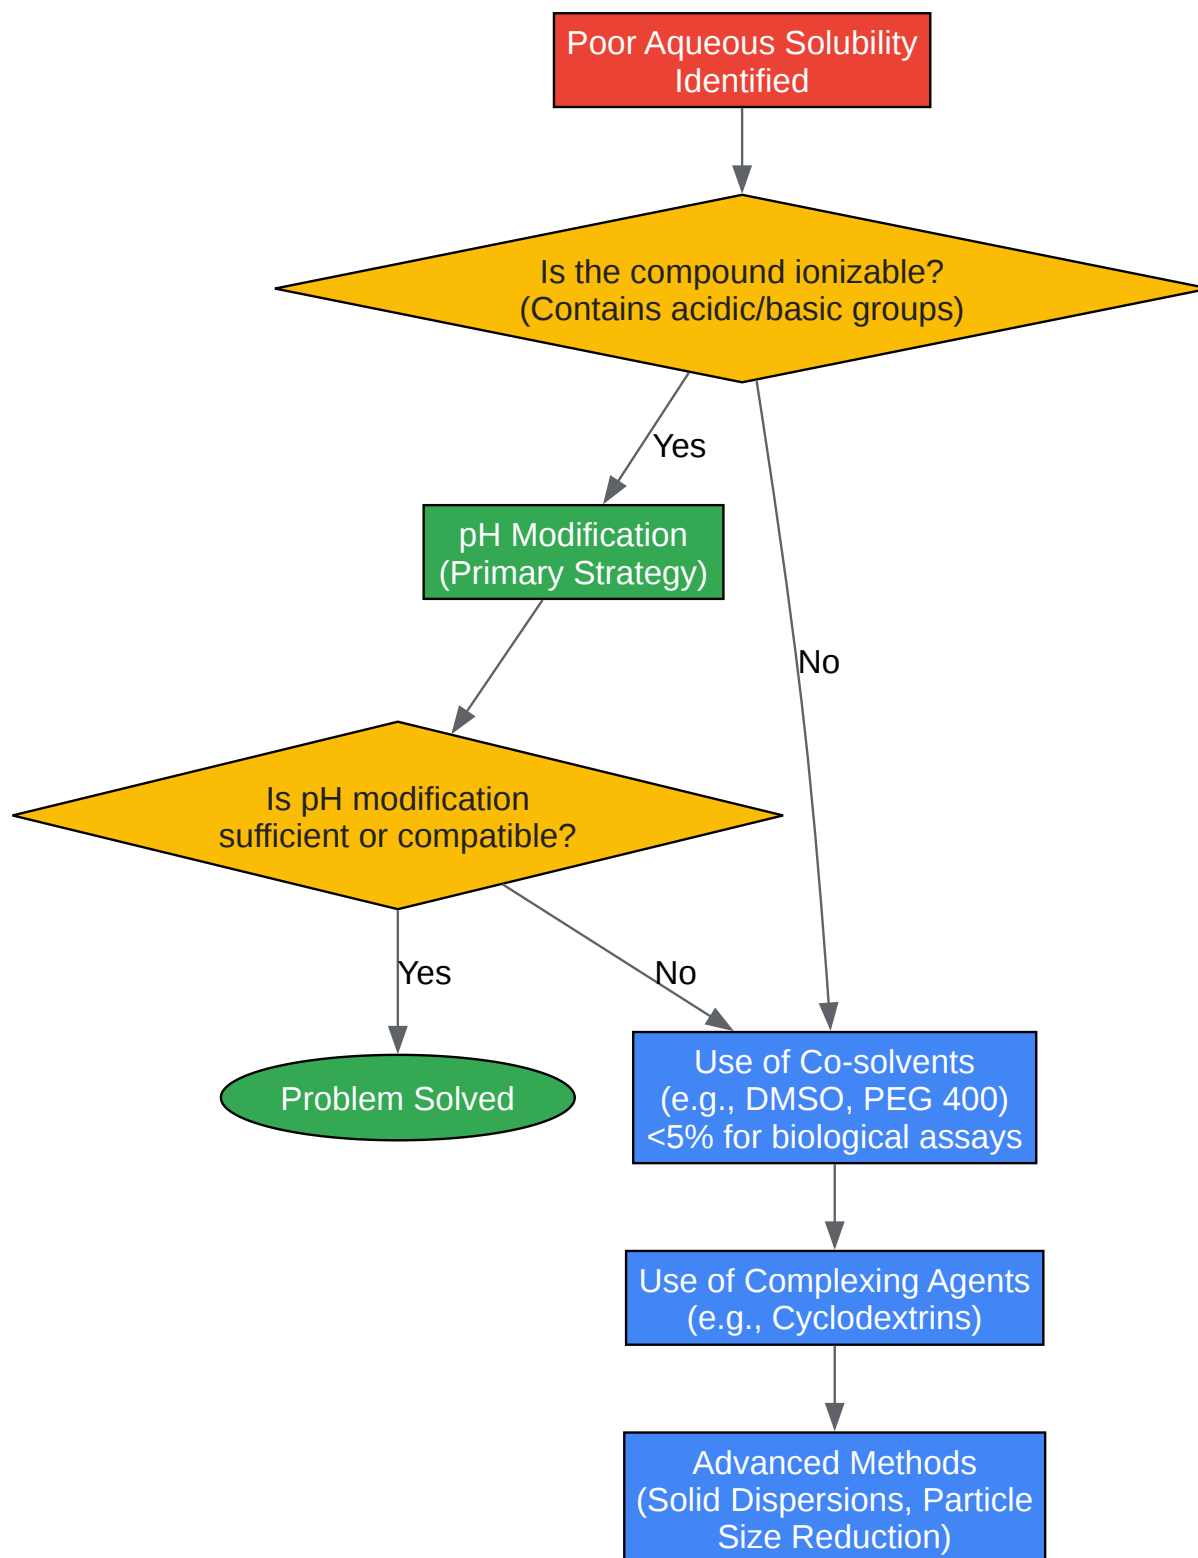 Poor Aqueous Solubility
Identified
Is the compound ionizable?
(Contains acidic/basic groups)
Yes
pH Modification
(Primary Strategy)
No
Is pH modification
sufficient or compatible?
Yes
No
Problem Solved
Use of Co-solvents
(e.g., DMSO, PEG 400)
<5% for biological assays
Use of Complexing Agents
(e.g., Cyclodextrins)
Advanced Methods
(Solid Dispersions, Particle
Size Reduction)